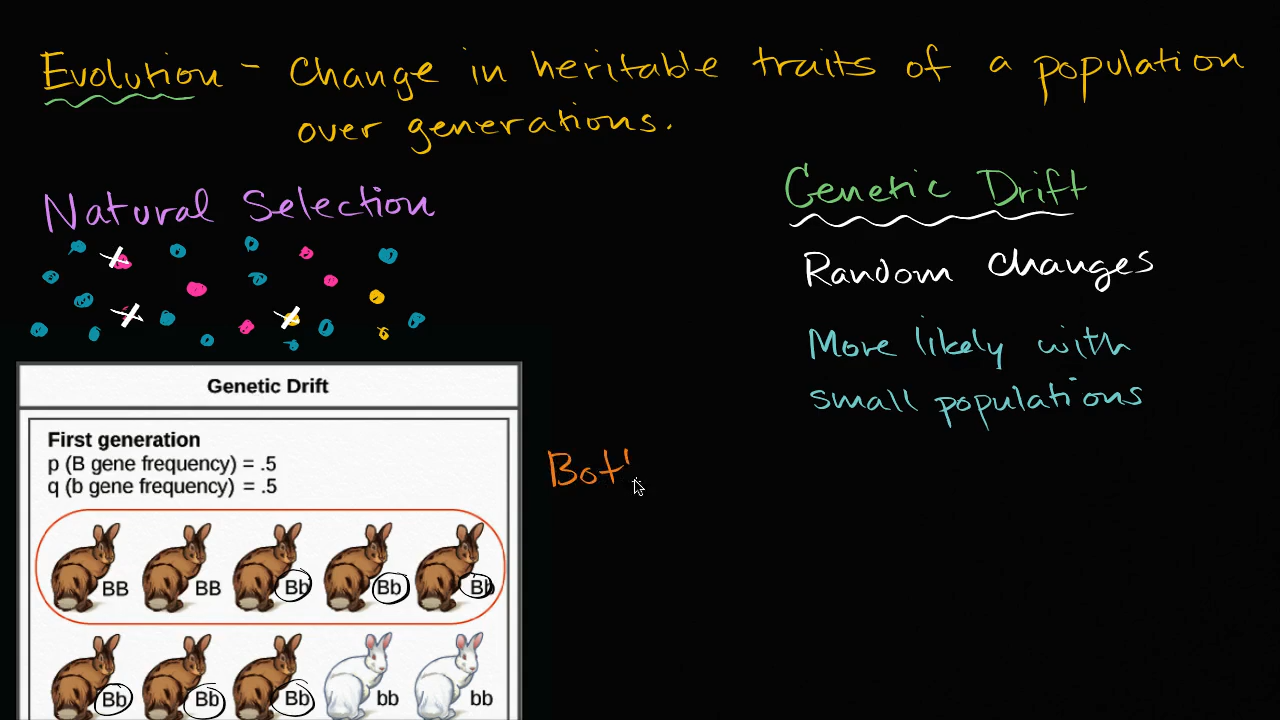 Evolution - Change in heritable traits of a population
over generations.
Natural Selection
Genetic Drift
Random changes
More likely with
small populations
Genetic Drift
First generation
p (B gene frequency) = .5
q (b gene frequency) = .5
BB BB Bb Bb Bb
Bb Bb Bb bb bb
Bot